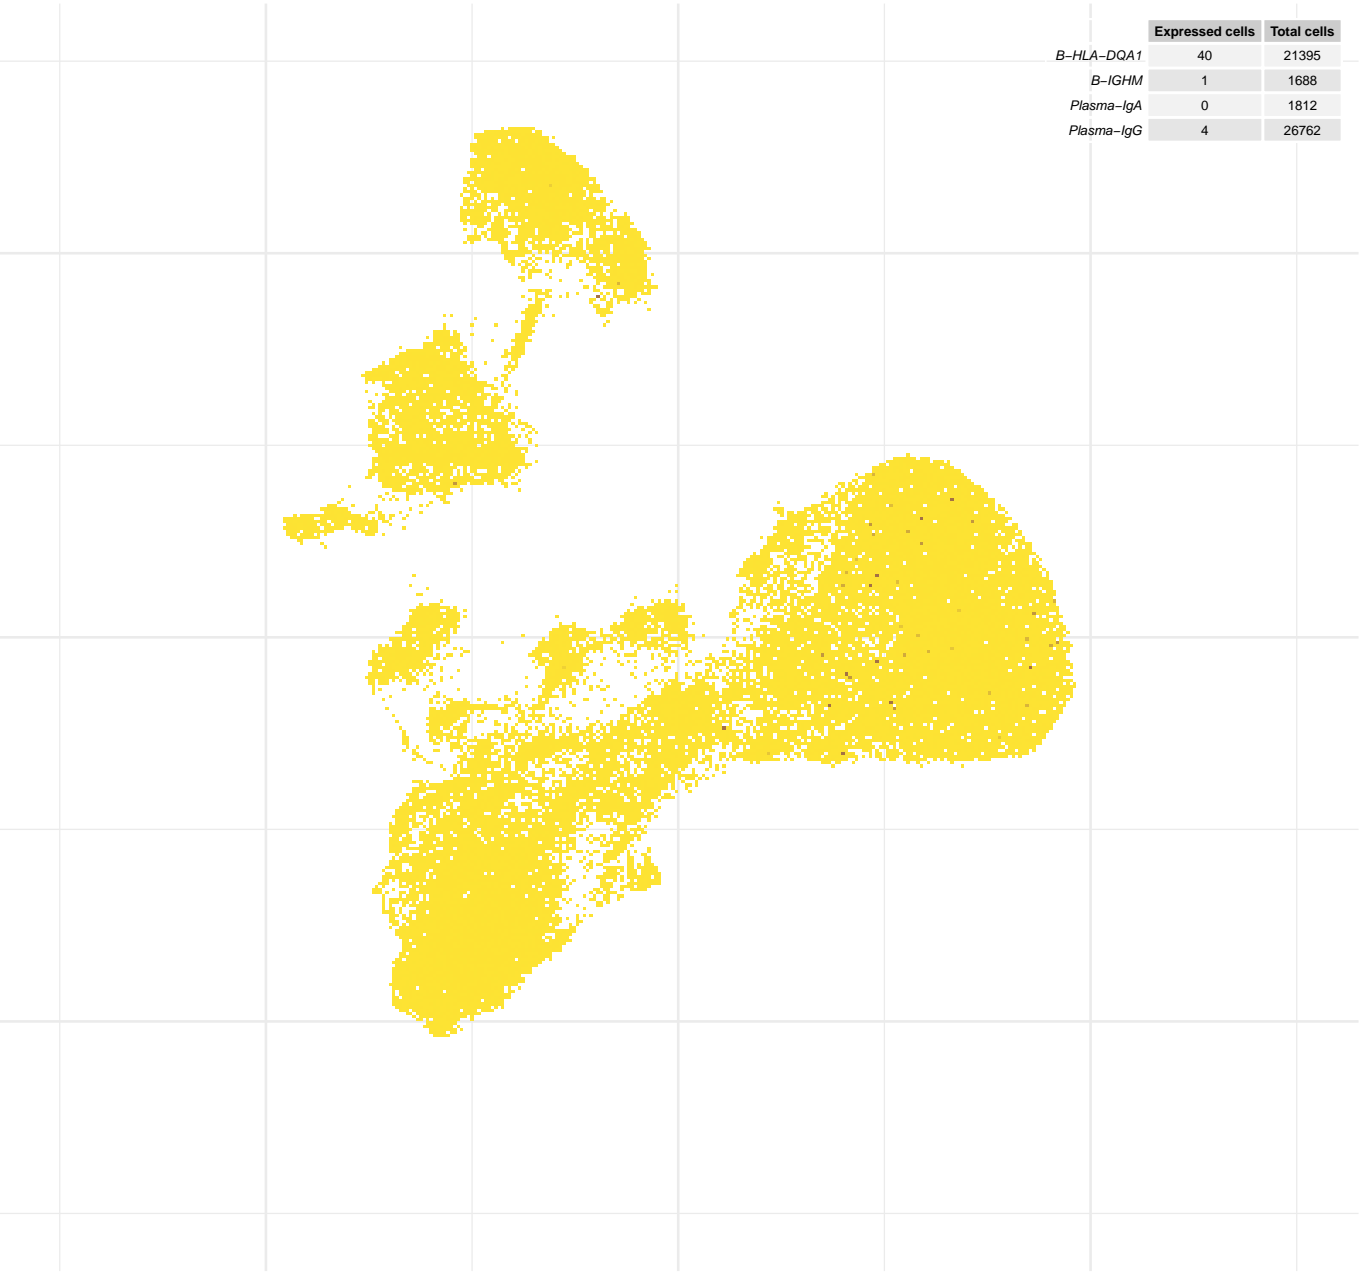 Expressed cells Total cells
B−HLA−DQA1 40 21395
B−IGHM 1 1688
Plasma−IgA 0 1812
Plasma−IgG 4 26762